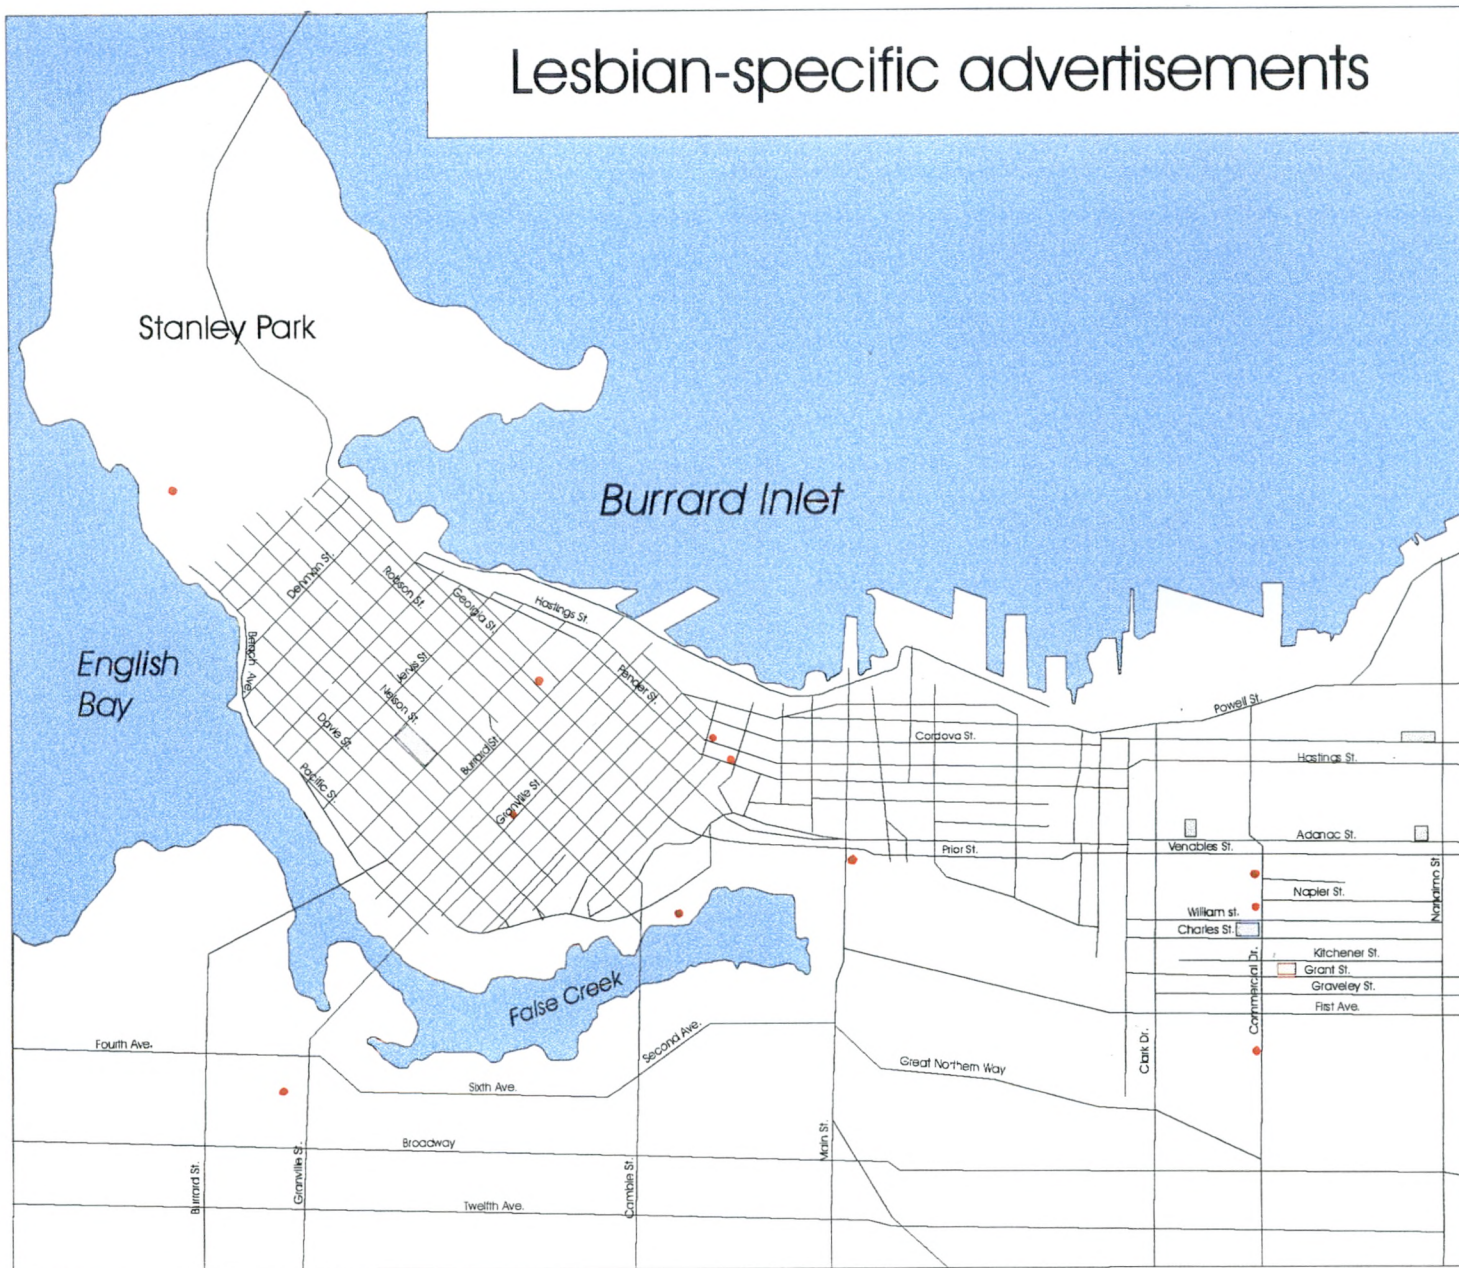 Lesbian-specific advertisements
Stanley Park
Burrard Inlet
English
Bay
Denman St.
Robson St.
Georgia St.
Hastings St.
Beach Ave.
Jervis St.
Nelson St.
Pender St.
Davie St.
Burrard St.
Pacific St.
Granville St.
Powell St.
Cordova St.
Hastings St.
Adanac St.
Venables St.
Prior St.
Napier St.
Nanaimo St.
William st.
Charles St.
Kitchener St.
Grant St.
Graveley St.
First Ave.
Commercial Dr.
Clark Dr.
False Creek
Second Ave.
Great Northern Way
Fourth Ave.
Sixth Ave.
Broadway
Main St.
Burrard St.
Granville St.
Cambie St.
Twelfth Ave.